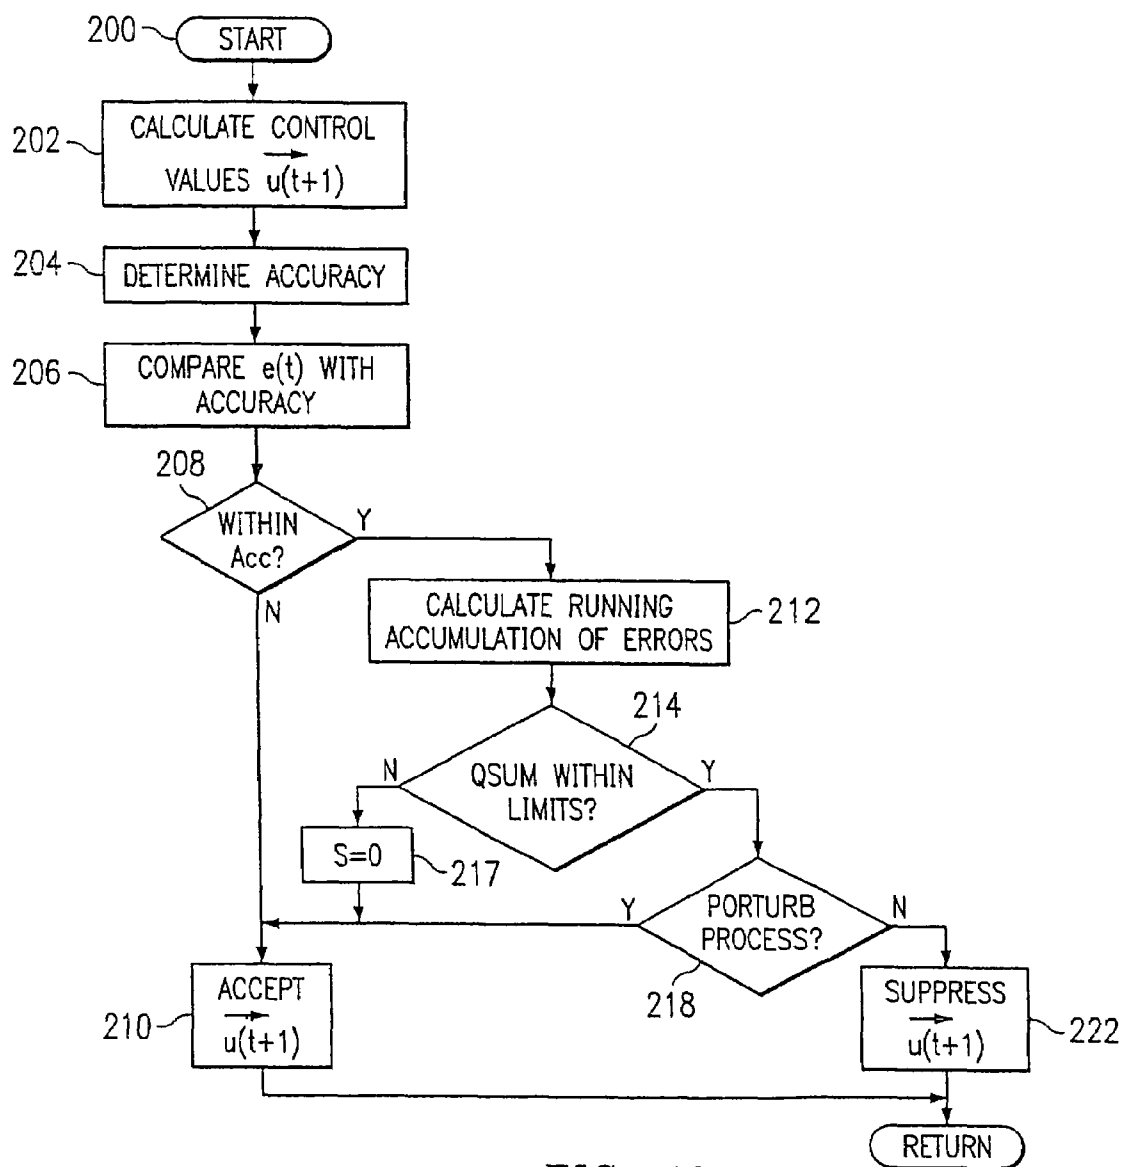 200
START
202
CALCULATE CONTROL
VALUES u(t+1)
204
DETERMINE ACCURACY
206
COMPARE e(t) WITH
ACCURACY
208
WITHIN
Acc?
Y
N
CALCULATE RUNNING
ACCUMULATION OF ERRORS
212
214
QSUM WITHIN
LIMITS?
N
Y
S=0
217
PORTURB
PROCESS?
Y
N
218
ACCEPT
u(t+1)
210
SUPPRESS
u(t+1)
222
RETURN